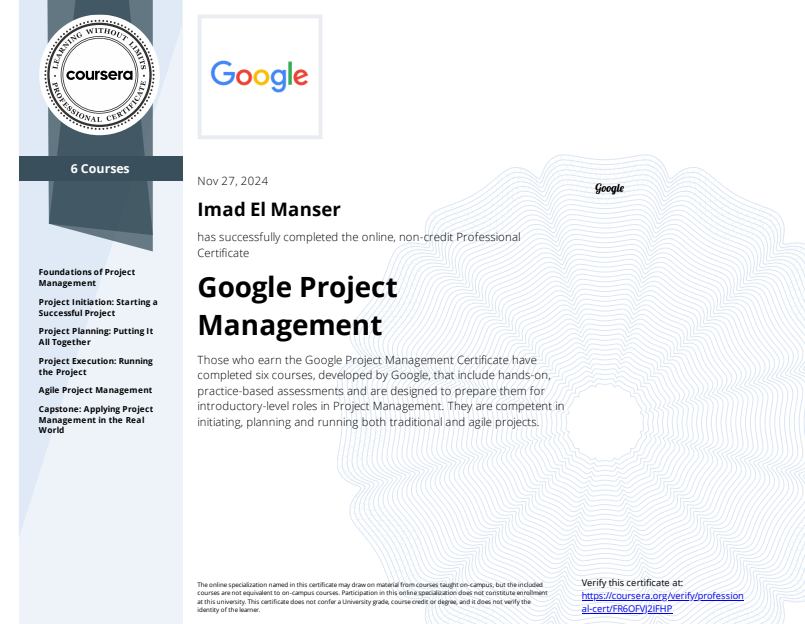 LEARNING WITHOUT LIMITS
coursera
PROFESSIONAL CERTIFICATE
6 Courses
Foundations of Project
Management
Project Initiation: Starting a
Successful Project
Project Planning: Putting It
All Together
Project Execution: Running
the Project
Agile Project Management
Capstone: Applying Project
Management in the Real
World
Google
Nov 27, 2024
Imad El Manser
has successfully completed the online, non-credit Professional
Certificate
Google Project
Management
Those who earn the Google Project Management Certificate have
completed six courses, developed by Google, that include hands-on,
practice-based assessments and are designed to prepare them for
introductory-level roles in Project Management. They are competent in
initiating, planning and running both traditional and agile projects.
Google
The online specialization named in this certificate may draw on material from courses taught on-campus, but the included
courses are not equivalent to on-campus courses. Participation in this online specialization does not constitute enrollment
at this university. This certificate does not confer a University grade, course credit or degree, and it does not verify the
identity of the learner.
Verify this certificate at:
https://coursera.org/verify/profession
al-cert/FR6OFVJ2IFHP